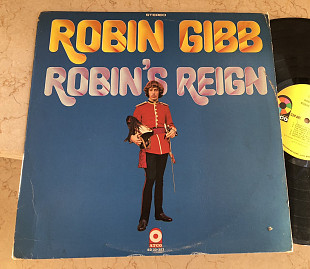 STEREO
ROBIN GIBB
ROBIN'S REIGN
ATCO